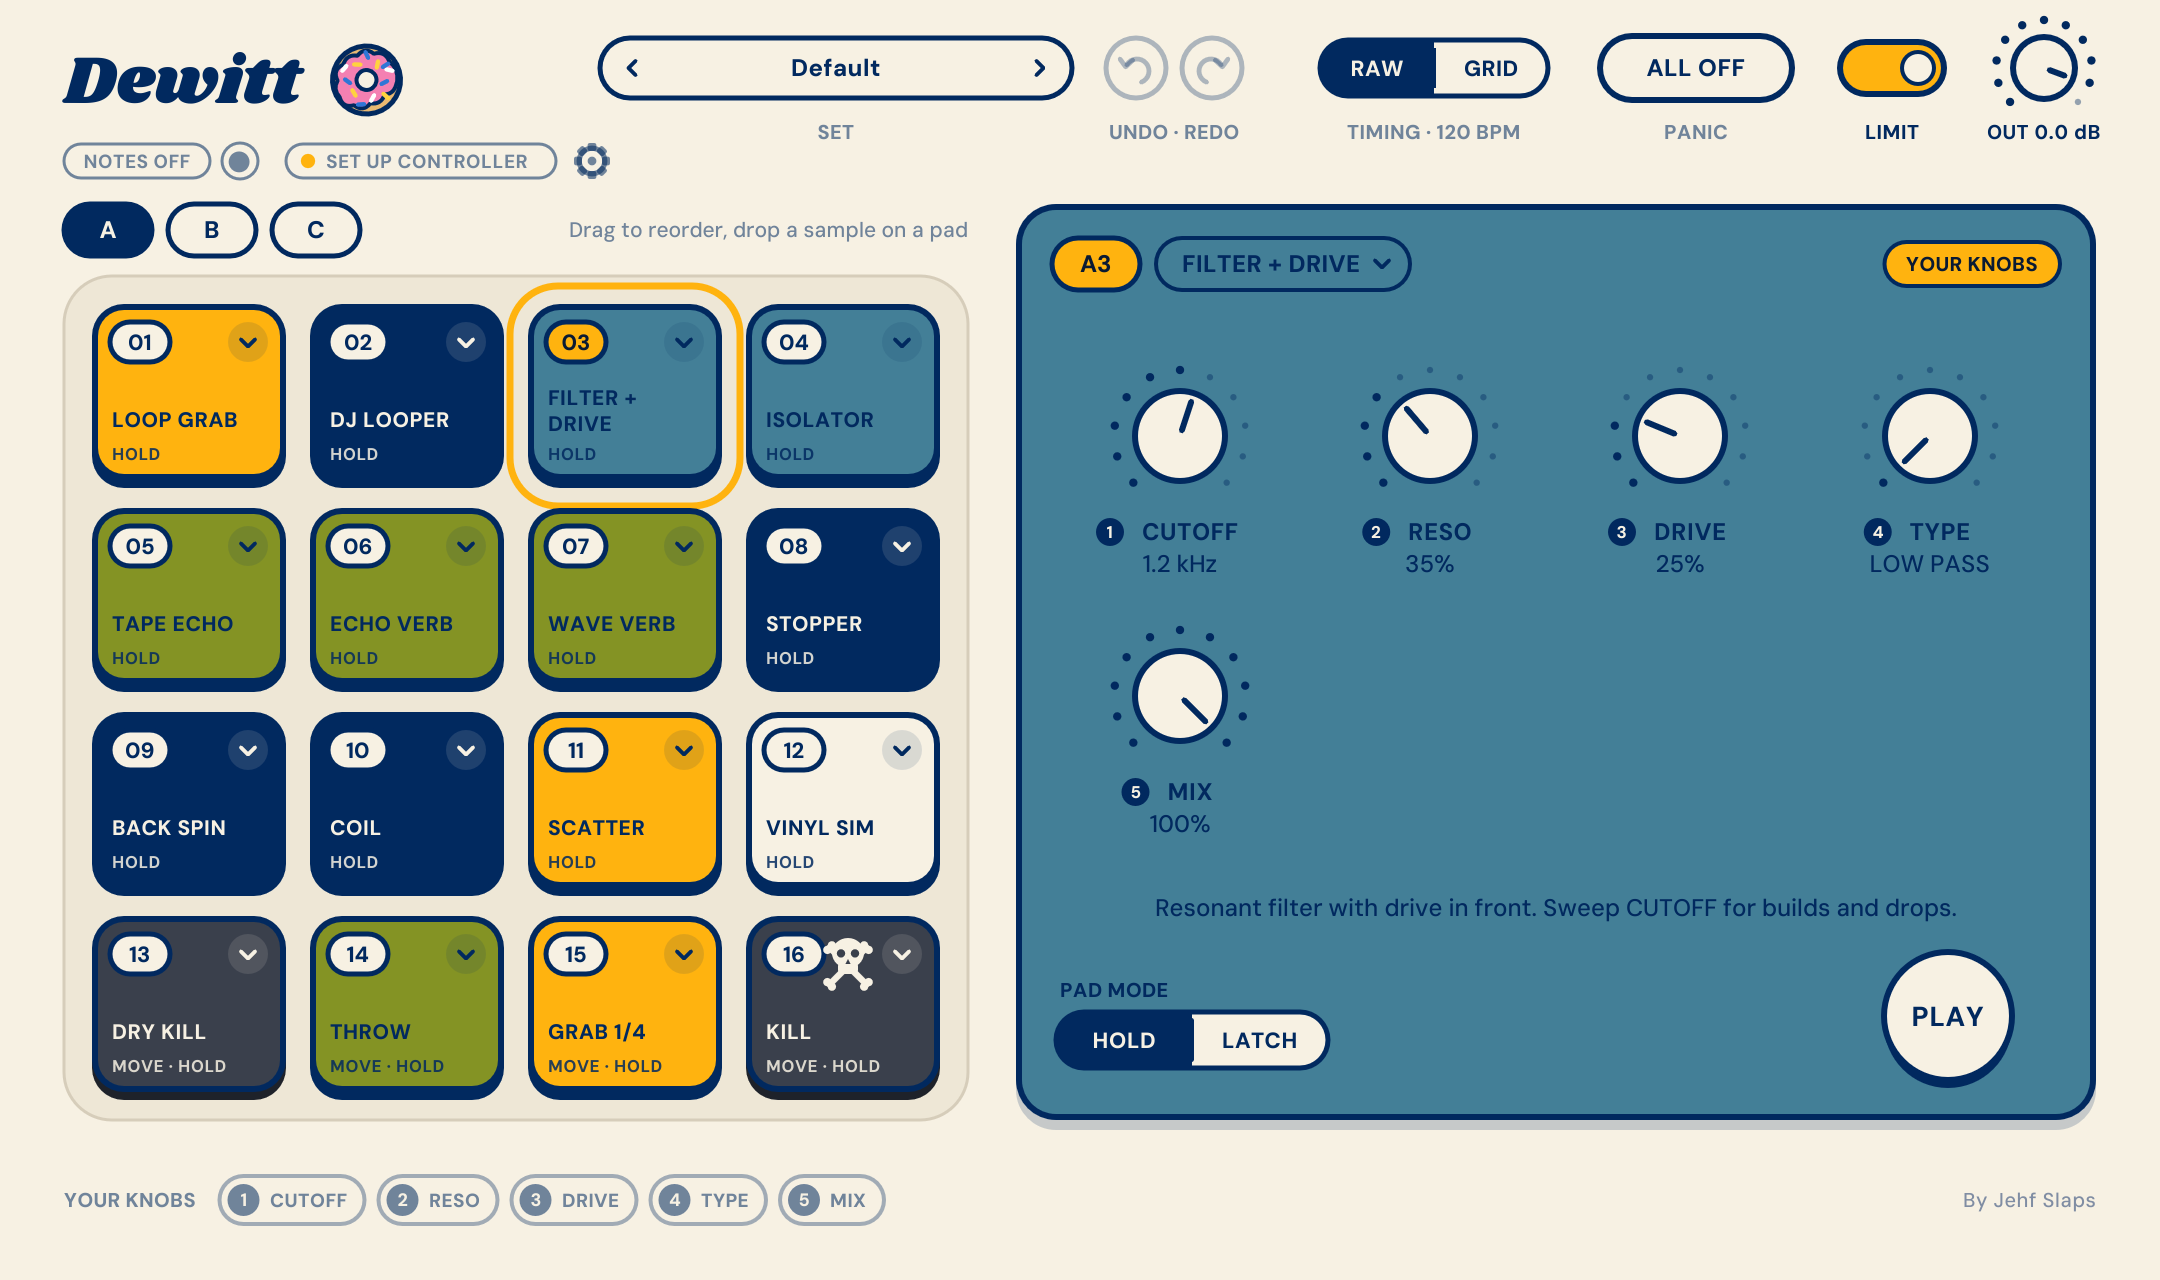 Dewitt
Default
RAW GRID
ALL OFF
SET
UNDO · REDO
TIMING · 120 BPM
PANIC
LIMIT
OUT 0.0 dB
NOTES OFF
SET UP CONTROLLER
A B C
Drag to reorder, drop a sample on a pad
01
LOOP GRAB
HOLD
02
DJ LOOPER
HOLD
03
FILTER +
DRIVE
HOLD
04
ISOLATOR
HOLD
05
TAPE ECHO
HOLD
06
ECHO VERB
HOLD
07
WAVE VERB
HOLD
08
STOPPER
HOLD
09
BACK SPIN
HOLD
10
COIL
HOLD
11
SCATTER
HOLD
12
VINYL SIM
HOLD
13
DRY KILL
MOVE · HOLD
14
THROW
MOVE · HOLD
15
GRAB 1/4
MOVE · HOLD
16
KILL
MOVE · HOLD
A3
FILTER + DRIVE
YOUR KNOBS
1 CUTOFF
1.2 kHz
2 RESO
35%
3 DRIVE
25%
4 TYPE
LOW PASS
5 MIX
100%
Resonant filter with drive in front. Sweep CUTOFF for builds and drops.
PAD MODE
HOLD LATCH
PLAY
YOUR KNOBS
1 CUTOFF
2 RESO
3 DRIVE
4 TYPE
5 MIX
By Jehf Slaps